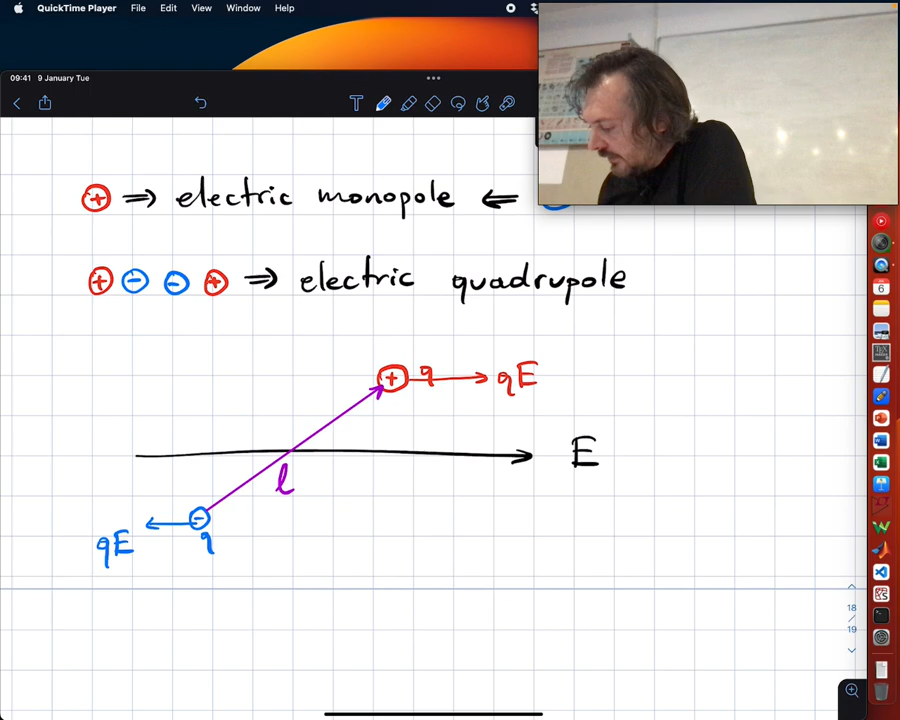 QuickTime Player File Edit View Window Help
09:41 9 January Tue
T
+ ⇒ electric monopole ⇐
+ − − + ⇒ electric quadrupole
+ q → qE
E
l
−
qE q
6
18
/
19